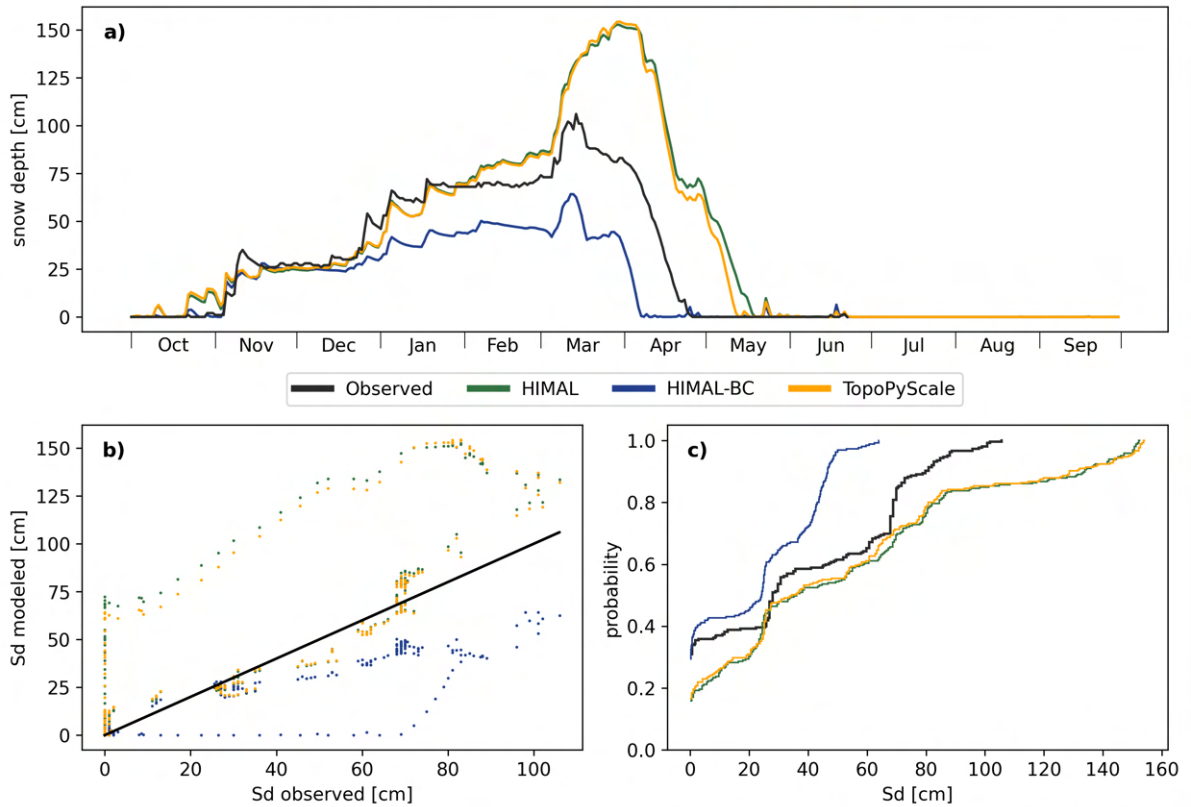 a)
snow depth [cm]
150
125
100
75
50
25
0
Oct Nov Dec Jan Feb Mar Apr May Jun Jul Aug Sep
Observed HIMAL HIMAL-BC TopoPyScale
b)
Sd modeled [cm]
150
125
100
75
50
25
0
0 20 40 60 80 100
Sd observed [cm]
c)
probability
1.0
0.8
0.6
0.4
0.2
0.0
0 20 40 60 80 100 120 140 160
Sd [cm]